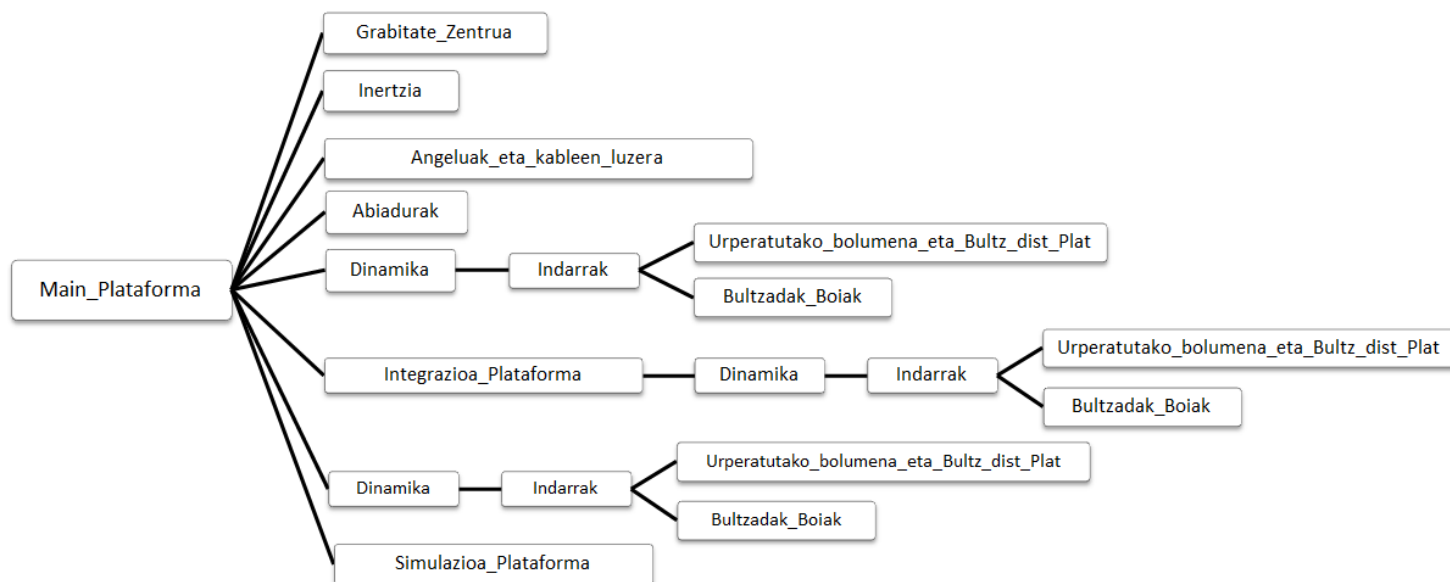 Grabitate_Zentrua
Inertzia
Angeluak_eta_kableen_luzera
Abiadurak
Urperatutako_bolumena_eta_Bultz_dist_Plat
Dinamika
Indarrak
Main_Plataforma
Bultzadak_Boiak
Urperatutako_bolumena_eta_Bultz_dist_Plat
Integrazioa_Plataforma
Dinamika
Indarrak
Bultzadak_Boiak
Urperatutako_bolumena_eta_Bultz_dist_Plat
Dinamika
Indarrak
Bultzadak_Boiak
Simulazioa_Plataforma